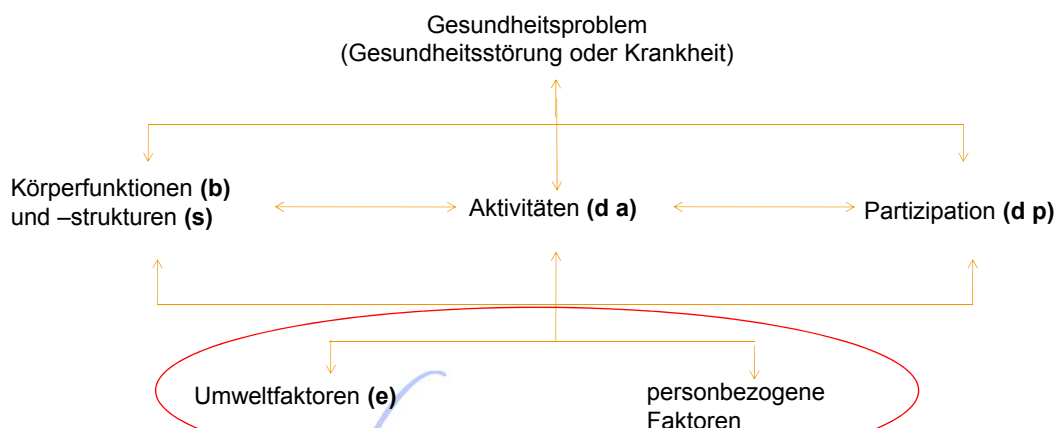 Gesundheitsproblem
(Gesundheitsstörung oder Krankheit)
Körperfunktionen (b)
und –strukturen (s)
Aktivitäten (d a)
Partizipation (d p)
Umweltfaktoren (e)
personbezogene
Faktoren